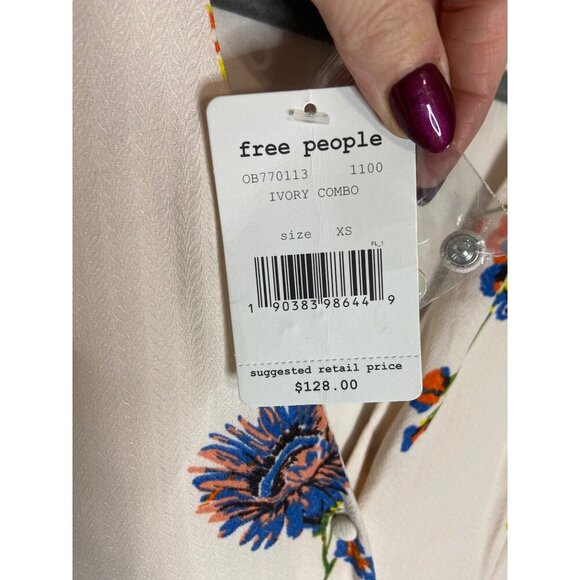 free people
OB770113 1100
IVORY COMBO
size XS
FL_1
1 90383 98644 9
suggested retail price
$128.00